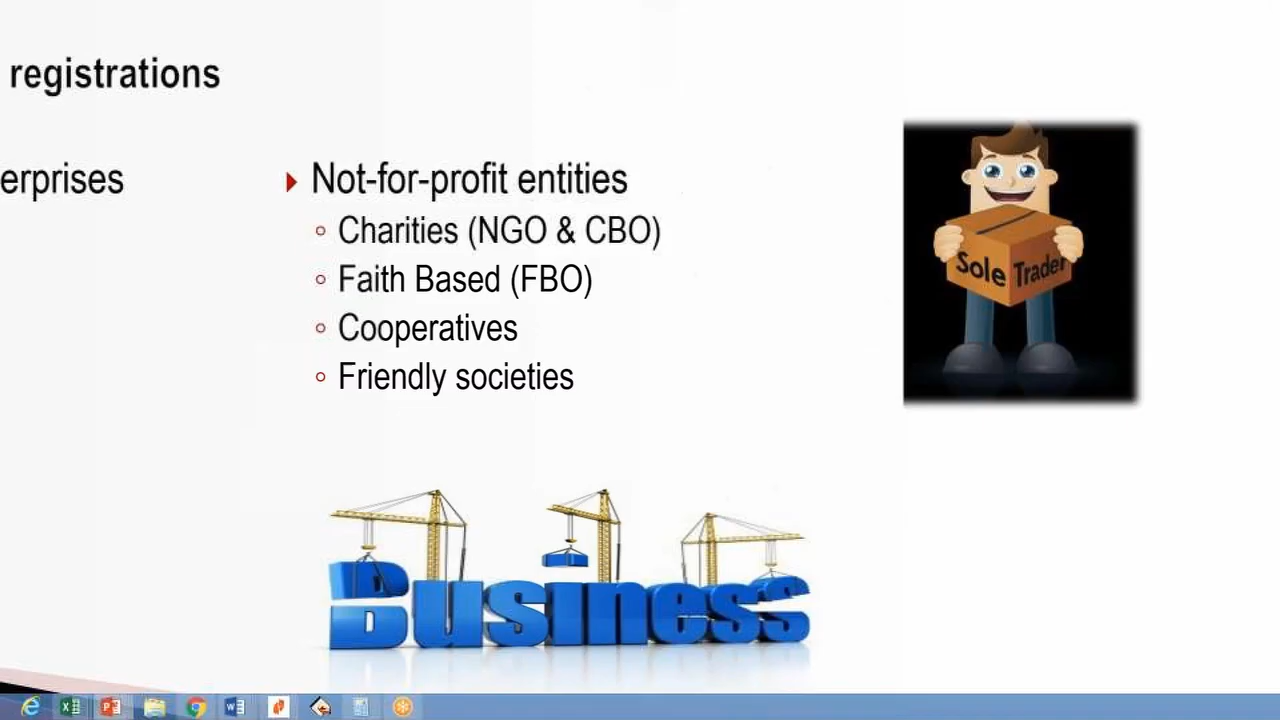 registrations
erprises
Not-for-profit entities
Charities (NGO & CBO)
Faith Based (FBO)
Cooperatives
Friendly societies
Sole Trader
Business